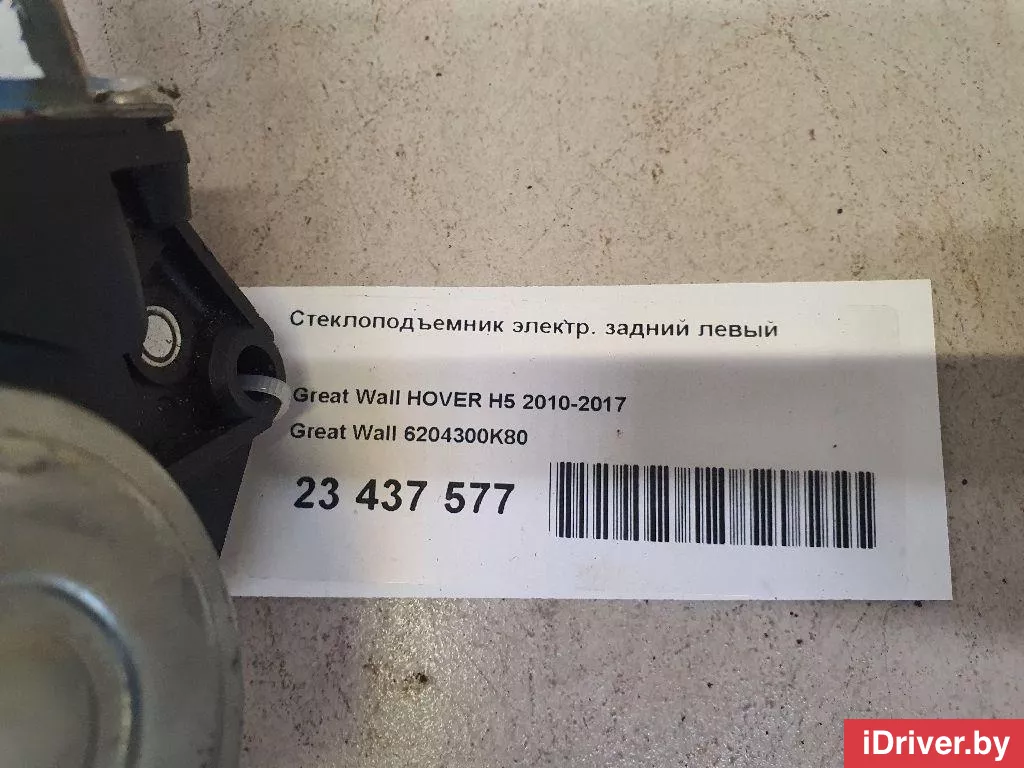 Стеклоподъемник электр. задний левый
Great Wall HOVER H5 2010-2017
Great Wall 6204300K80
23 437 577
iDriver.by